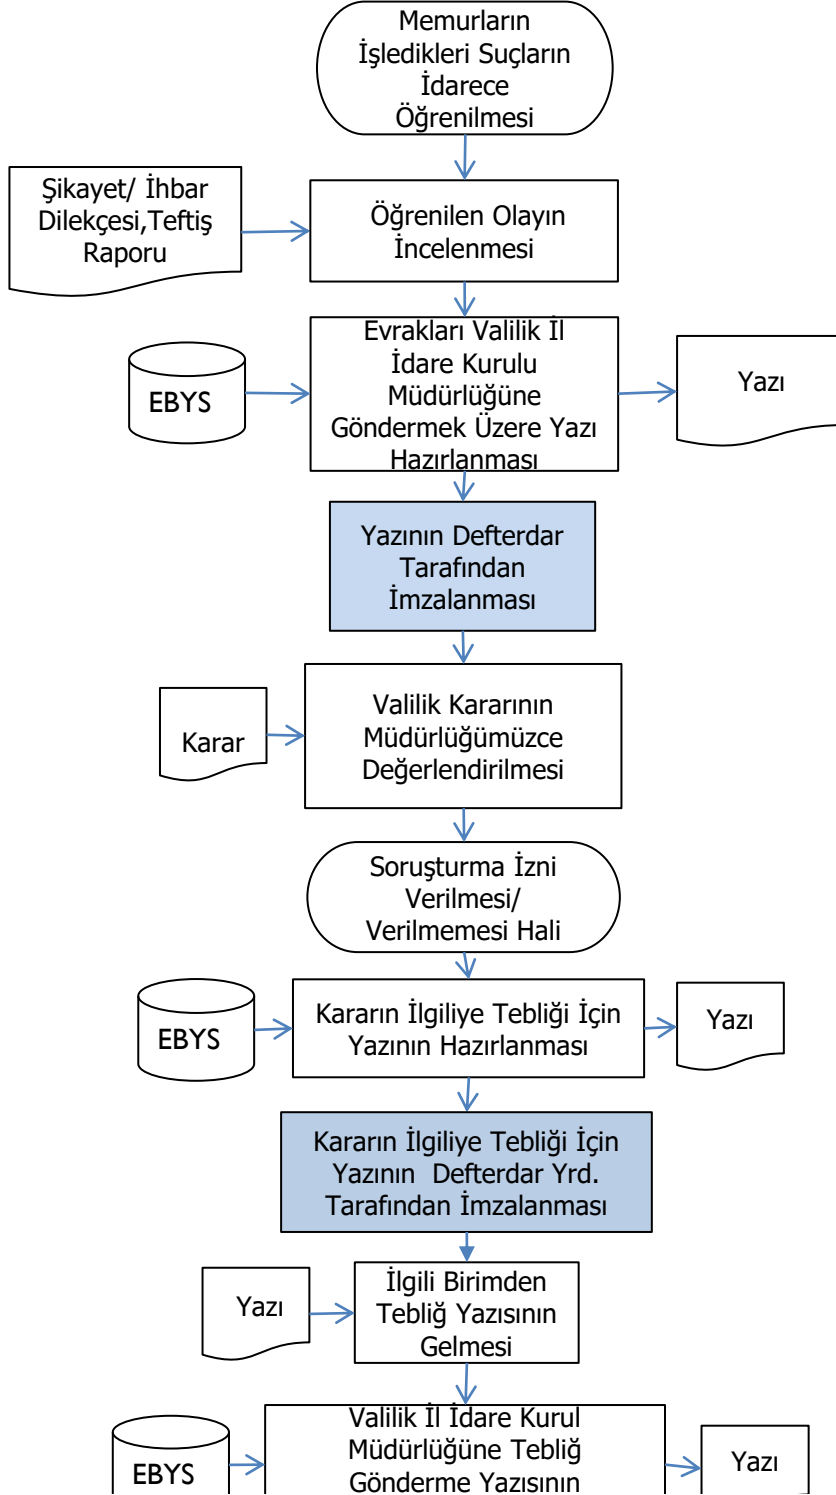 Memurların
İşledikleri Suçların
İdarece
Öğrenilmesi
Şikayet/ İhbar
Dilekçesi,Teftiş
Raporu
Öğrenilen Olayın
İncelenmesi
EBYS
Evrakları Valilik İl
İdare Kurulu
Müdürlüğüne
Göndermek Üzere Yazı
Hazırlanması
Yazı
Yazının Defterdar
Tarafından
İmzalanması
Karar
Valilik Kararının
Müdürlüğümüzce
Değerlendirilmesi
Soruşturma İzni
Verilmesi/
Verilmemesi Hali
EBYS
Kararın İlgiliye Tebliği İçin
Yazının Hazırlanması
Yazı
Kararın İlgiliye Tebliği İçin
Yazının  Defterdar Yrd.
Tarafından İmzalanması
Yazı
İlgili Birimden
Tebliğ Yazısının
Gelmesi
EBYS
Valilik İl İdare Kurul
Müdürlüğüne Tebliğ
Gönderme Yazısının
Yazı